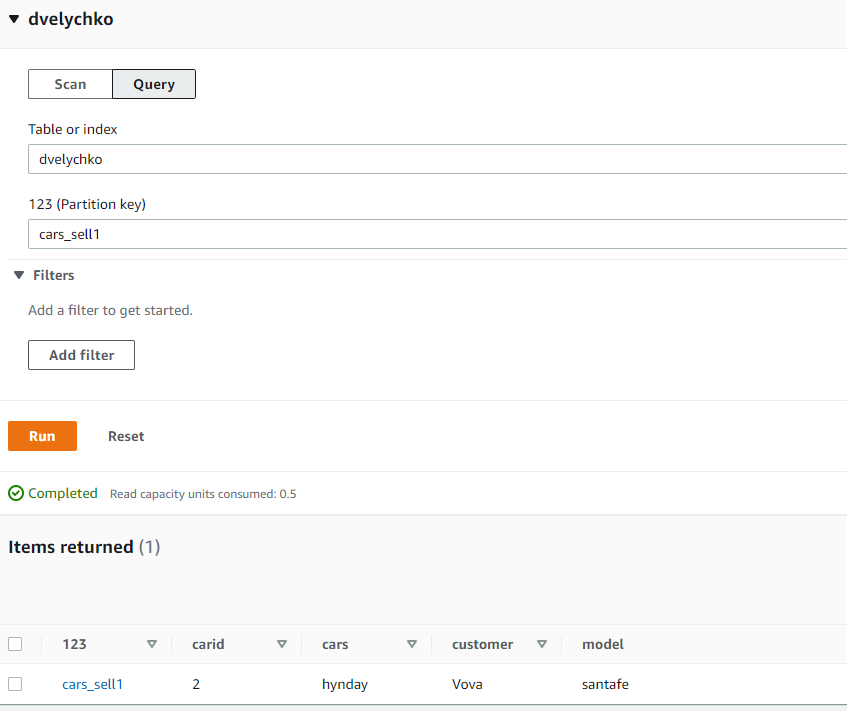 dvelychko
Scan Query
Table or index
dvelychko
123 (Partition key)
cars_sell1
Filters
Add a filter to get started.
Add filter
Run Reset
Completed Read capacity units consumed: 0.5
Items returned (1)
123 carid cars customer model
cars_sell1 2 hynday Vova santafe